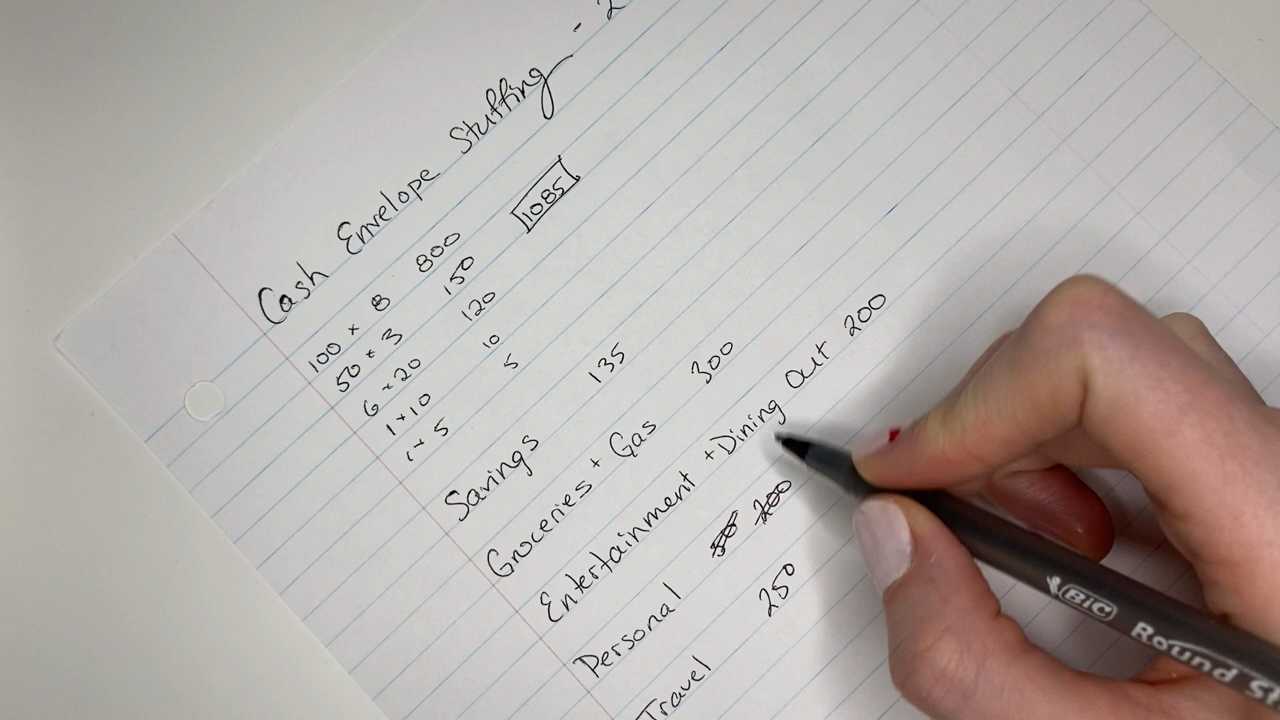 Cash Envelope Stuffing - 2
100 x 8 800
50 x 3 150 1085
6 x 20 120
1 x 10 10
1 x 5 5
Savings 135
Groceries + Gas 300
Entertainment + Dining Out 200
Personal 50 200
Travel 250
BIC Round St